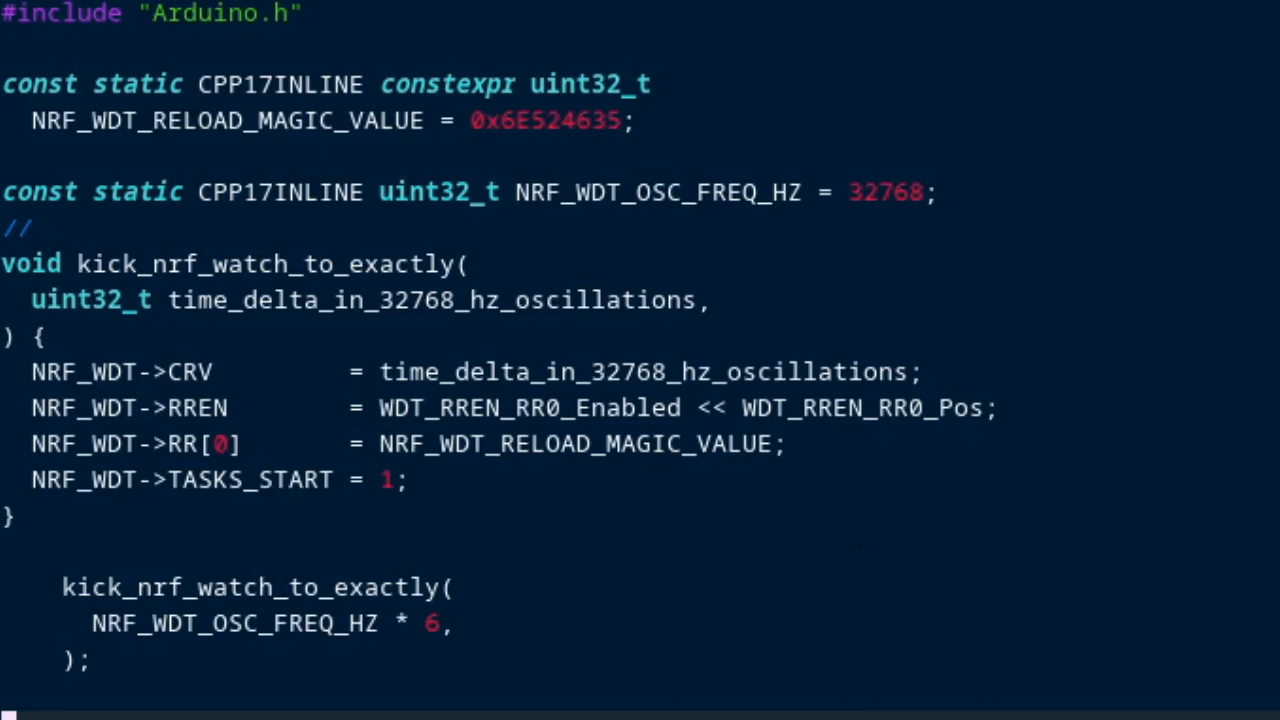 #include "Arduino.h"
const static CPP17INLINE constexpr uint32_t
NRF_WDT_RELOAD_MAGIC_VALUE = 0x6E524635;
const static CPP17INLINE uint32_t NRF_WDT_OSC_FREQ_HZ = 32768;
//
void kick_nrf_watch_to_exactly(
uint32_t time_delta_in_32768_hz_oscillations,
) {
NRF_WDT->CRV = time_delta_in_32768_hz_oscillations;
NRF_WDT->RREN = WDT_RREN_RR0_Enabled << WDT_RREN_RR0_Pos;
NRF_WDT->RR[0] = NRF_WDT_RELOAD_MAGIC_VALUE;
NRF_WDT->TASKS_START = 1;
}
kick_nrf_watch_to_exactly(
NRF_WDT_OSC_FREQ_HZ * 6,
);